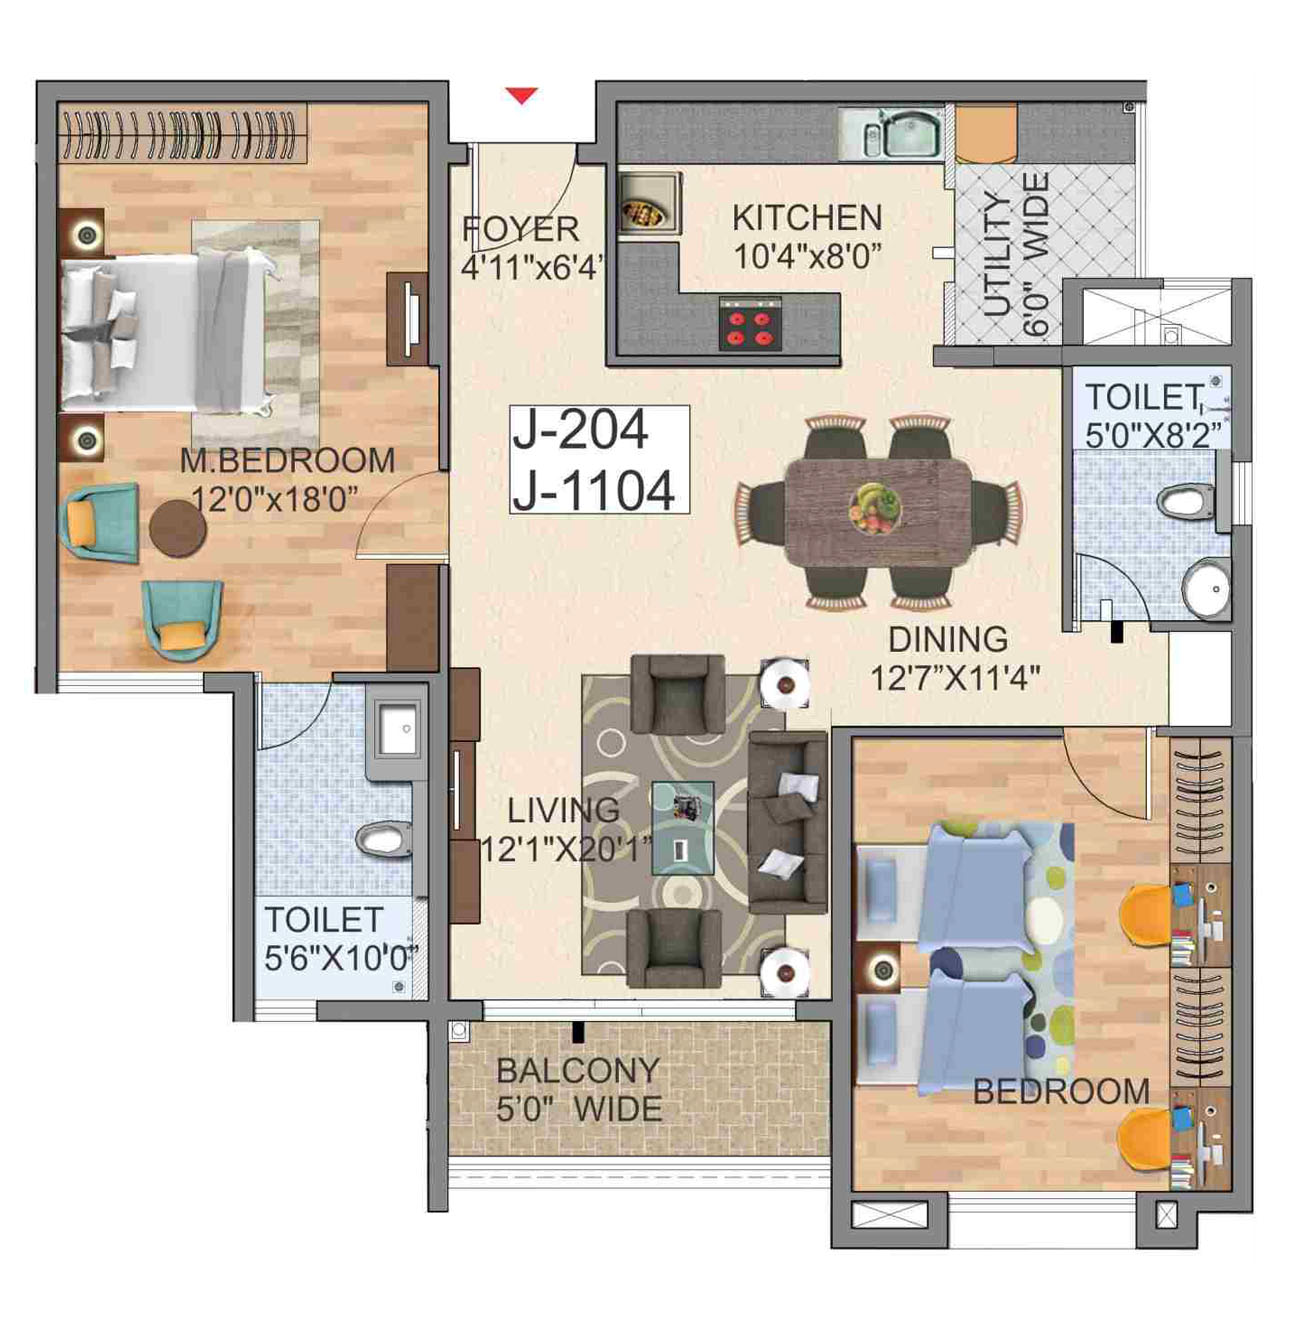 FOYER
4'11"x6'4'
KITCHEN
10'4"x8'0”
UTILITY
6'0" WIDE
J-204
J-1104
TOILET
5'0"X8'2”
M.BEDROOM
12'0"x18'0”
DINING
12'7”X11'4"
LIVING
12'1"X20'1”
TOILET
5'6"X10'0”
BALCONY
5’0" WIDE
BEDROOM